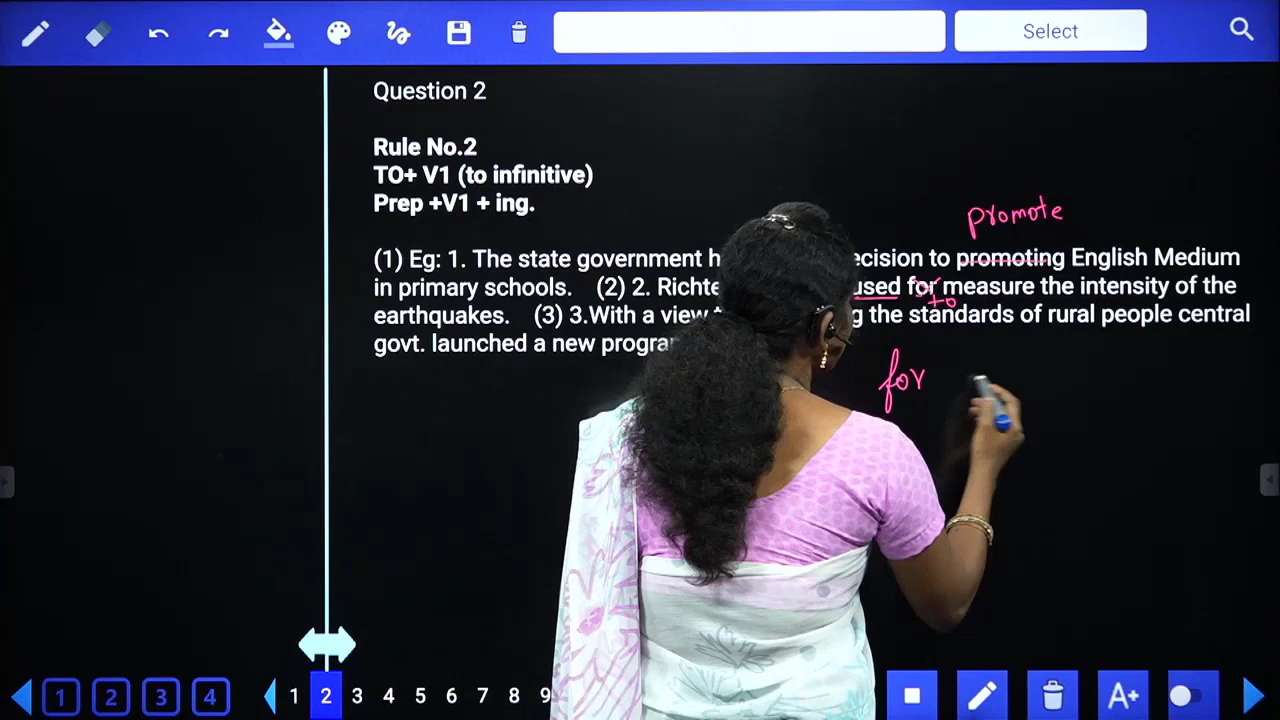 Select
Question 2
Rule No.2
TO+ V1 (to infinitive)
Prep +V1 + ing.
promote
(1) Eg: 1. The state government decision to promoting English Medium
in primary schools. (2) 2. used for measure the intensity of the
to
earthquakes. (3) 3.With a view the standards of rural people central
govt. launched a new
for
1 2 3 4 1 2 3 4 5 6 7 8 9 A+